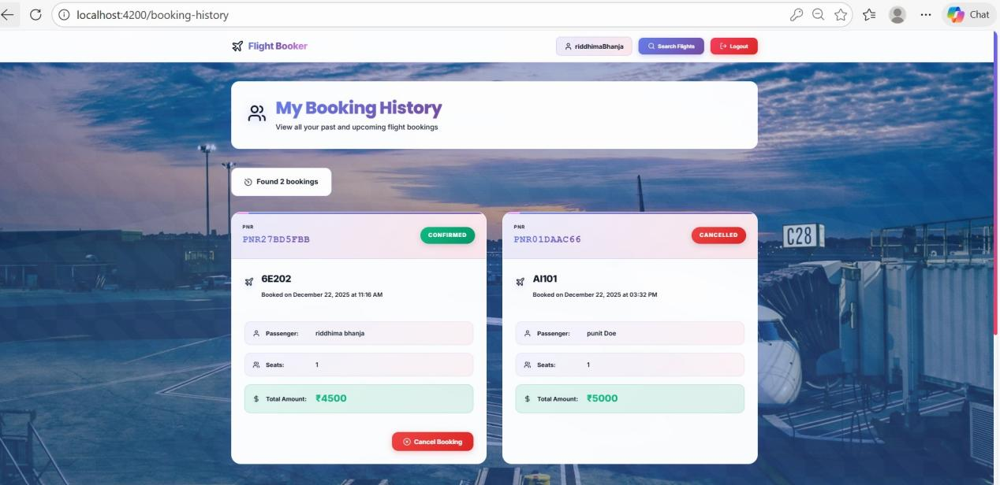 localhost:4200/booking-history
Chat
Flight Booker
riddhimaBhanja
Search Flights
Logout
My Booking History
View all your past and upcoming flight bookings
Found 2 bookings
PNR
PNR27BD5FBB
CONFIRMED
6E202
Booked on December 22, 2025 at 11:16 AM
Passenger: riddhima bhanja
Seats: 1
$ Total Amount: ₹4500
Cancel Booking
PNR
PNR01DAAC66
CANCELLED
AI101
Booked on December 22, 2025 at 03:32 PM
Passenger: punit Doe
Seats: 1
$ Total Amount: ₹5000
C28